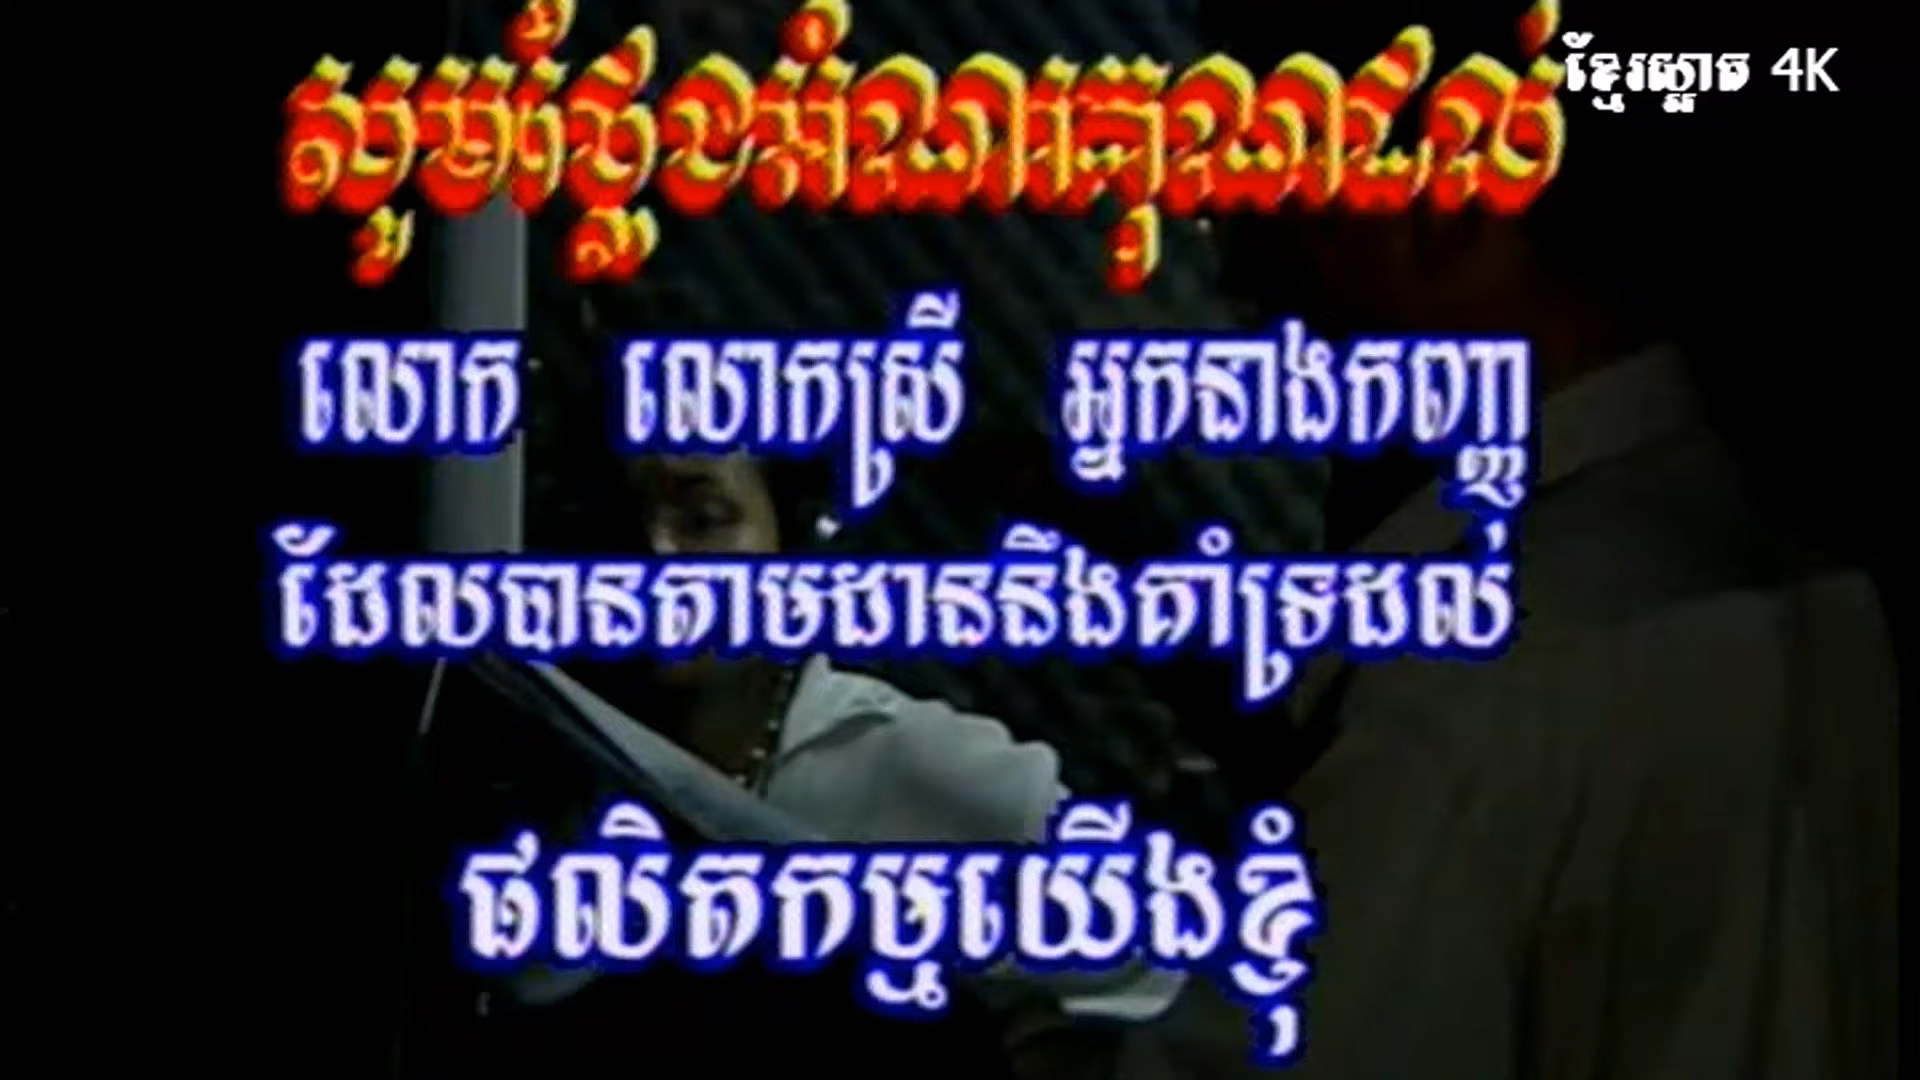 ខ្មែរស្អាត 4K
សូមថ្លែងអំណរគុណដល់
លោក លោកស្រី អ្នកនាងកញ្ញា
ដែលបានតាមដាននឹងគាំទ្រដល់
ផលិតកម្មយើងខ្ញុំ